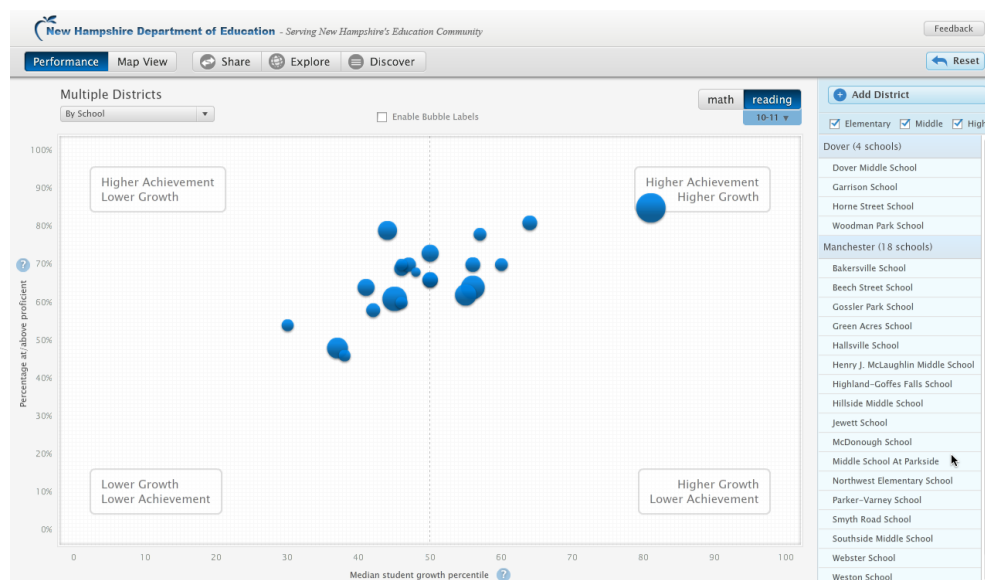 New Hampshire Department of Education - Serving New Hampshire's Education Community
Feedback
Performance Map View Share Explore Discover
Reset
Multiple Districts
By School
Enable Bubble Labels
math reading
10-11
Add District
Elementary Middle High
Dover (4 schools)
Dover Middle School
Garrison School
Horne Street School
Woodman Park School
Manchester (18 schools)
Bakersville School
Beech Street School
Gossler Park School
Green Acres School
Hallsville School
Henry J. McLaughlin Middle School
Highland-Goffes Falls School
Hillside Middle School
Jewett School
McDonough School
Middle School At Parkside
Northwest Elementary School
Parker-Varney School
Smyth Road School
Southside Middle School
Webster School
Weston School
Percentage at/above proficient
?
100%
90%
80%
70%
60%
50%
40%
30%
20%
10%
0%
Higher Achievement
Lower Growth
Higher Achievement
Higher Growth
Lower Growth
Lower Achievement
Higher Growth
Lower Achievement
0 10 20 30 40 50 60 70 80 90 100
Median student growth percentile ?